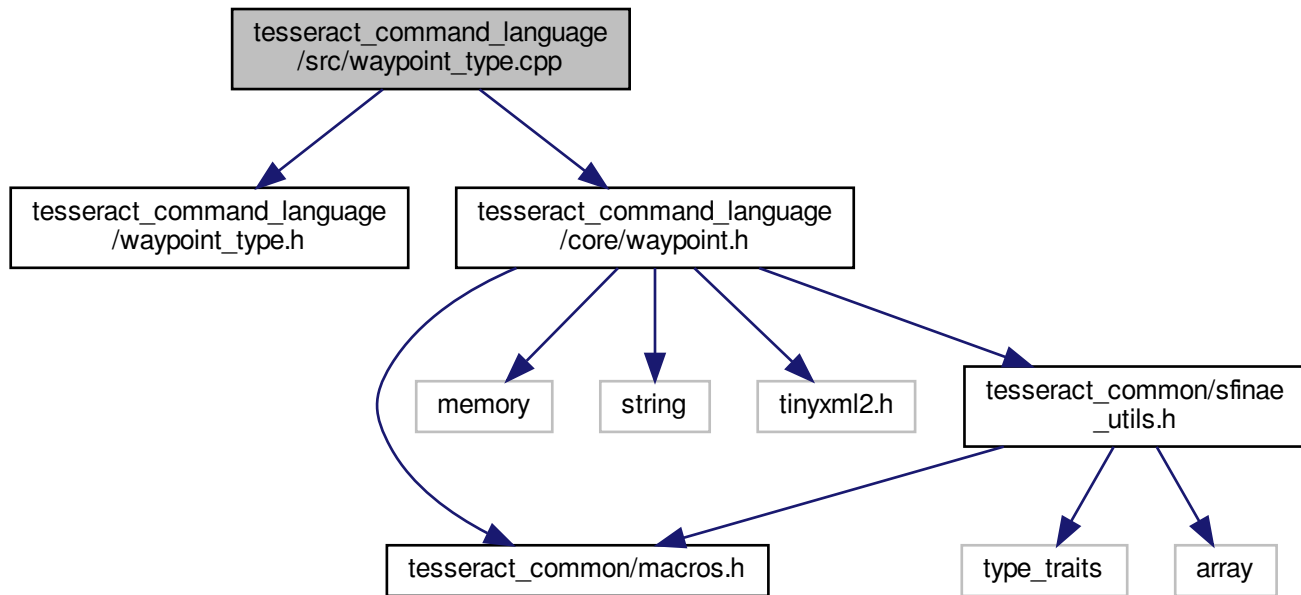 tesseract_command_language
/src/waypoint_type.cpp
tesseract_command_language
/waypoint_type.h
tesseract_command_language
/core/waypoint.h
memory
string
tinyxml2.h
tesseract_common/sfinae
_utils.h
tesseract_common/macros.h
type_traits
array